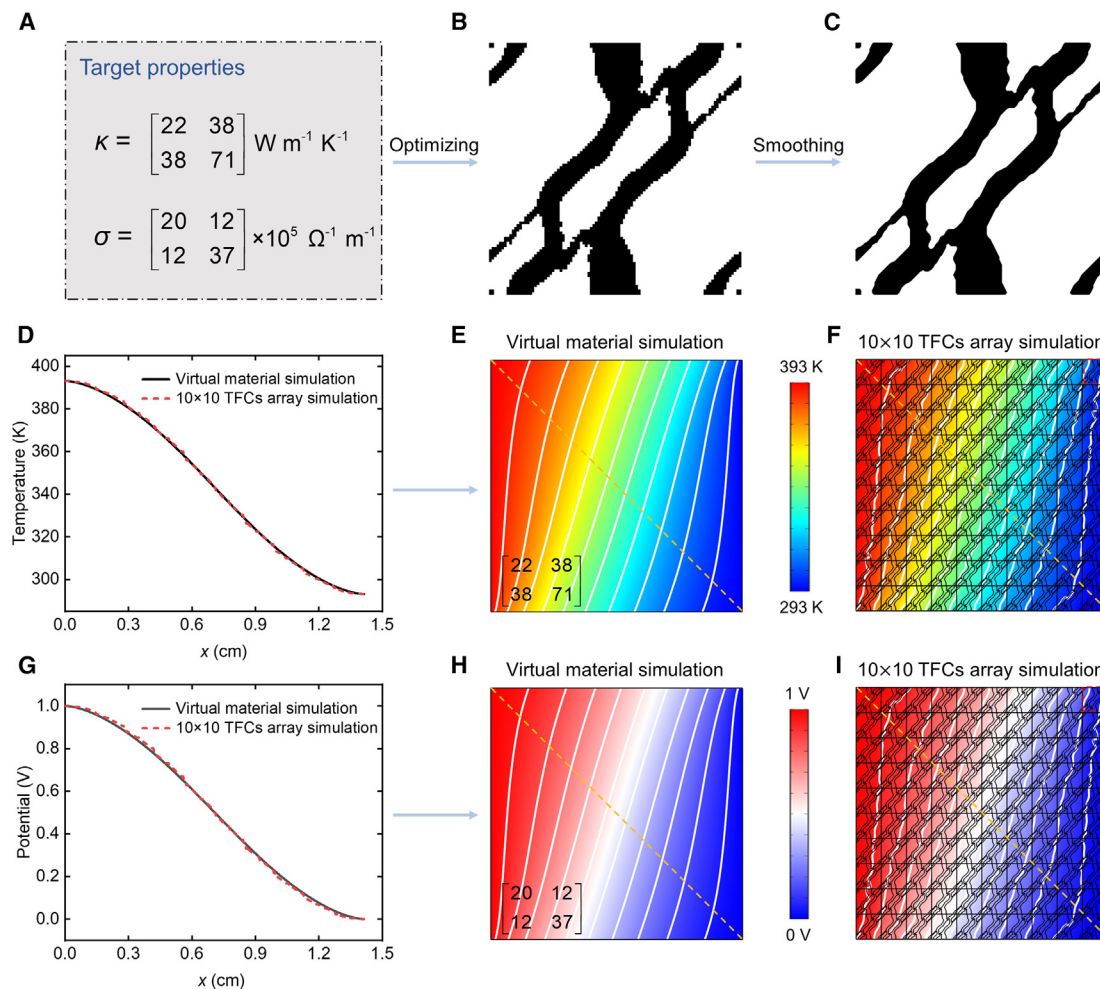 A
B
C
Target properties
κ = [22 38
38 71] W m⁻¹ K⁻¹
σ = [20 12
12 37] ×10⁵ Ω⁻¹ m⁻¹
Optimizing
Smoothing
D
E
F
Virtual material simulation
10×10 TFCs array simulation
400
380
360
340
320
300
Temperature (K)
Virtual material simulation
10×10 TFCs array simulation
0.0 0.3 0.6 0.9 1.2 1.5
x (cm)
22 38
38 71
393 K
293 K
G
H
I
Virtual material simulation
10×10 TFCs array simulation
1.0
0.8
0.6
0.4
0.2
0.0
Potential (V)
Virtual material simulation
10×10 TFCs array simulation
0.0 0.3 0.6 0.9 1.2 1.5
x (cm)
20 12
12 37
1 V
0 V